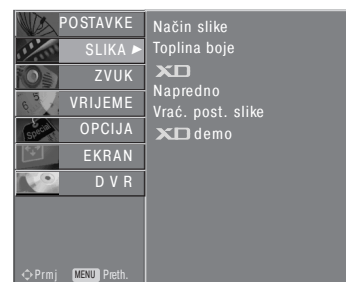 POSTAVKE
SLIKA
ZVUK
VRIJEME
OPCIJA
EKRAN
D V R
Način slike
Toplina boje
XD
Napredno
Vrać. post. slike
XD demo
Prmj MENU Preth.